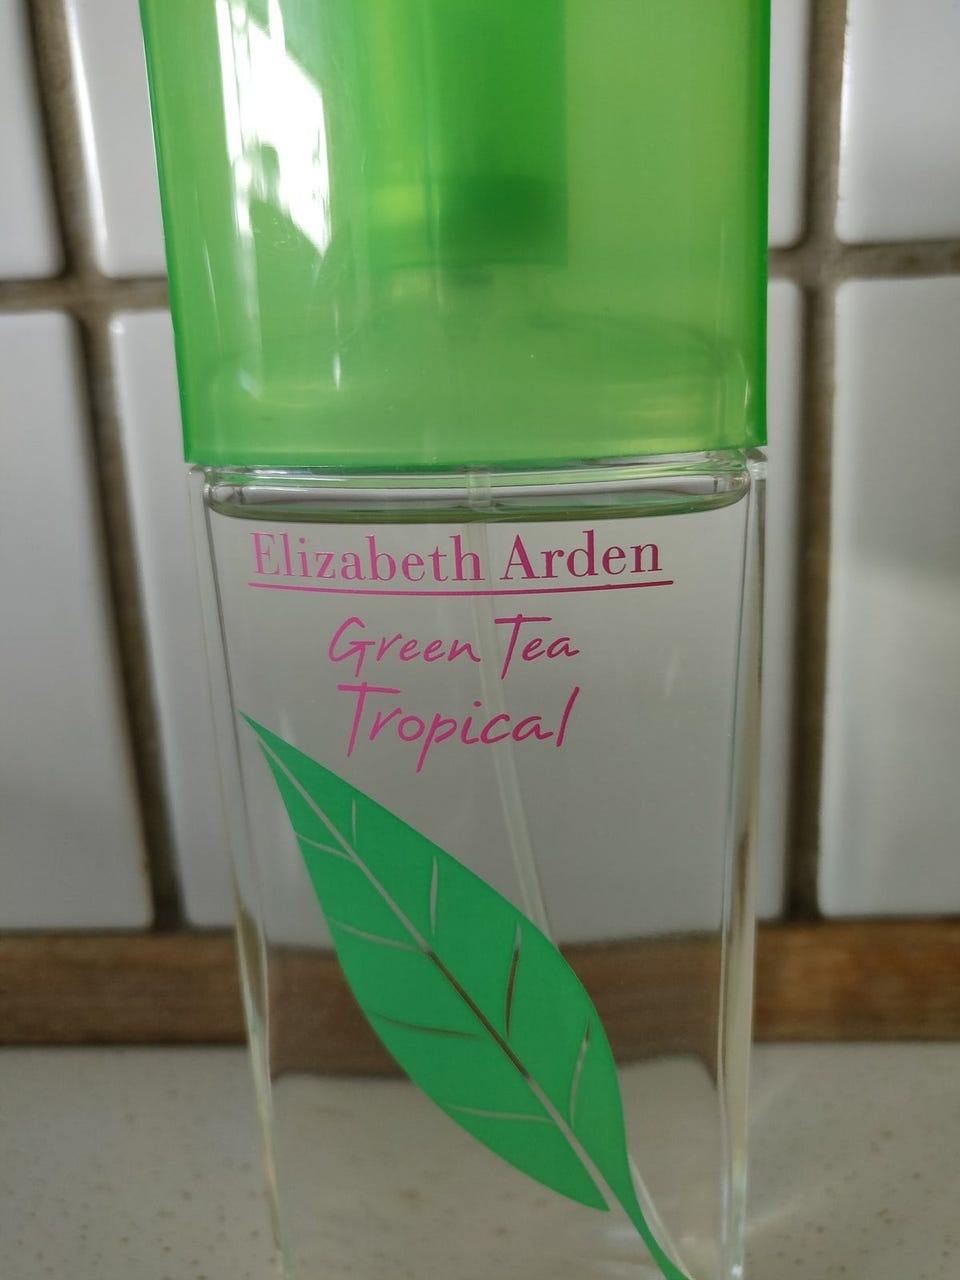 Elizabeth Arden
Green Tea
Tropical